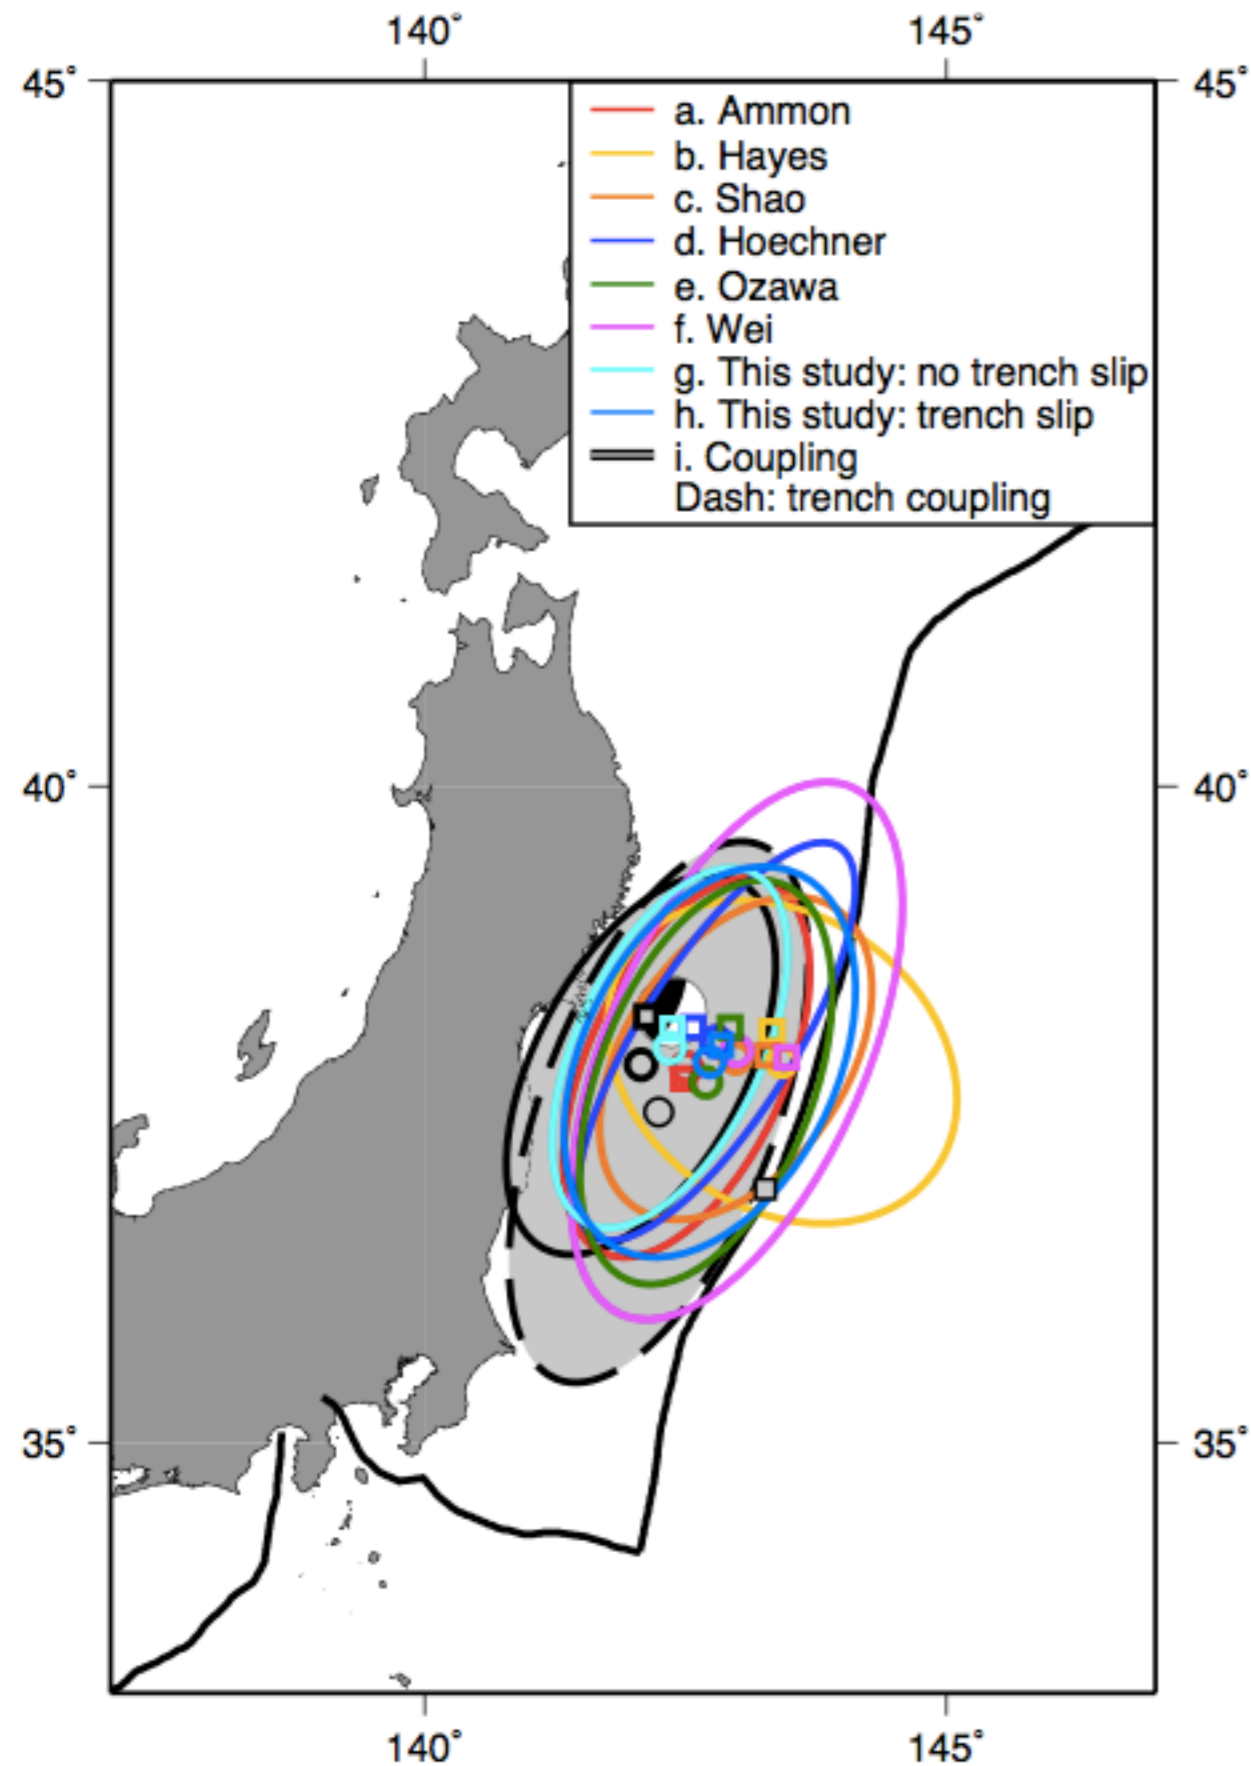 140˚ 145˚
45˚ 45˚
a. Ammon
b. Hayes
c. Shao
d. Hoechner
e. Ozawa
f. Wei
g. This study: no trench slip
h. This study: trench slip
i. Coupling
Dash: trench coupling
40˚ 40˚
35˚ 35˚
140˚ 145˚